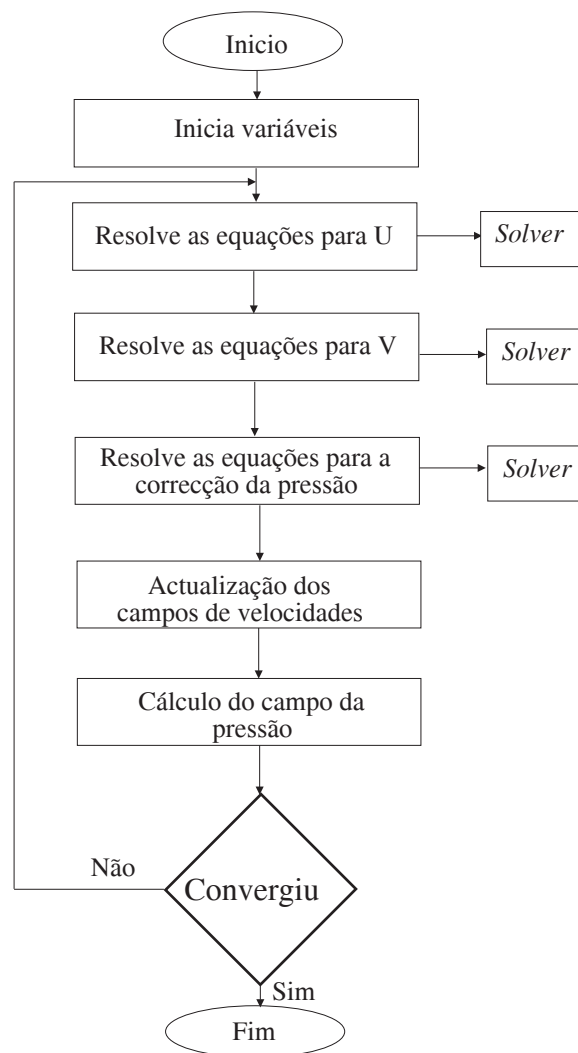 Inicio
Inicia variáveis
Resolve as equações para U
Solver
Resolve as equações para V
Solver
Resolve as equações para a
correcção da pressão
Solver
Actualização dos
campos de velocidades
Cálculo do campo da
pressão
Não
Convergiu
Sim
Fim